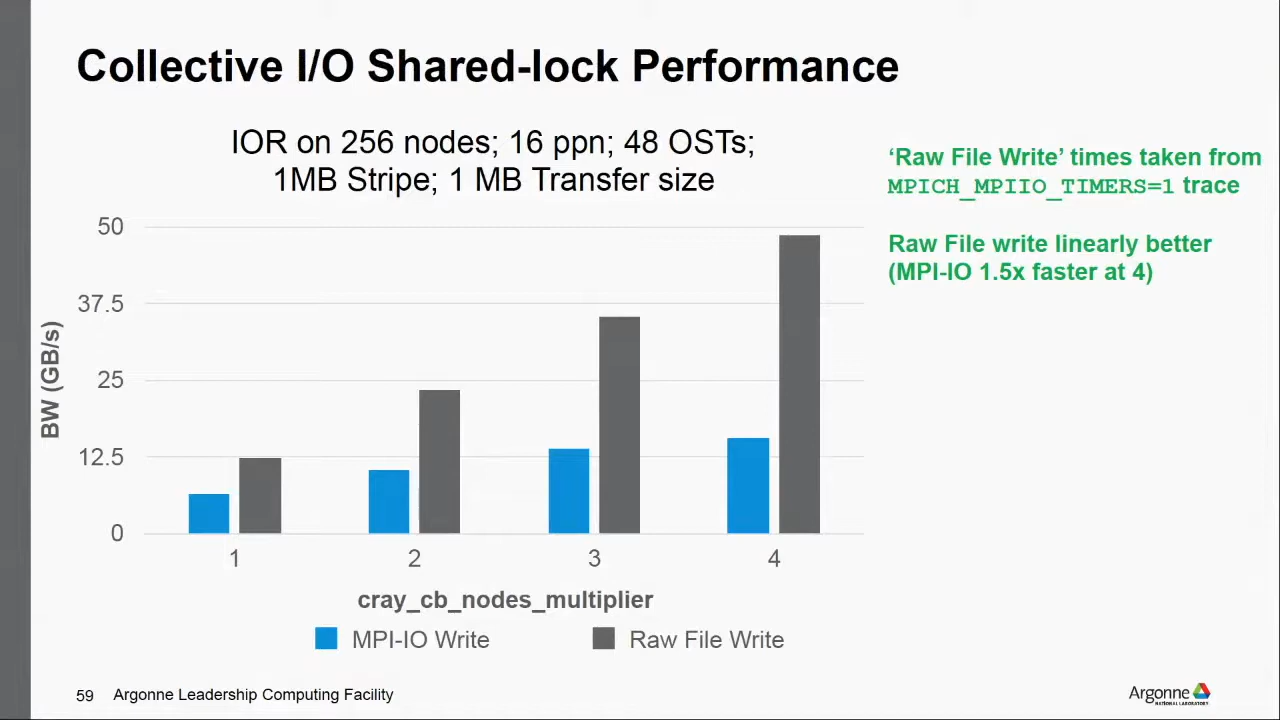 Collective I/O Shared-lock Performance
IOR on 256 nodes; 16 ppn; 48 OSTs;
1MB Stripe; 1 MB Transfer size
‘Raw File Write’ times taken from
MPICH_MPIIO_TIMERS=1 trace
Raw File write linearly better
(MPI-IO 1.5x faster at 4)
50
37.5
25
12.5
0
BW (GB/s)
1 2 3 4
cray_cb_nodes_multiplier
MPI-IO Write Raw File Write
59 Argonne Leadership Computing Facility
Argonne
NATIONAL LABORATORY